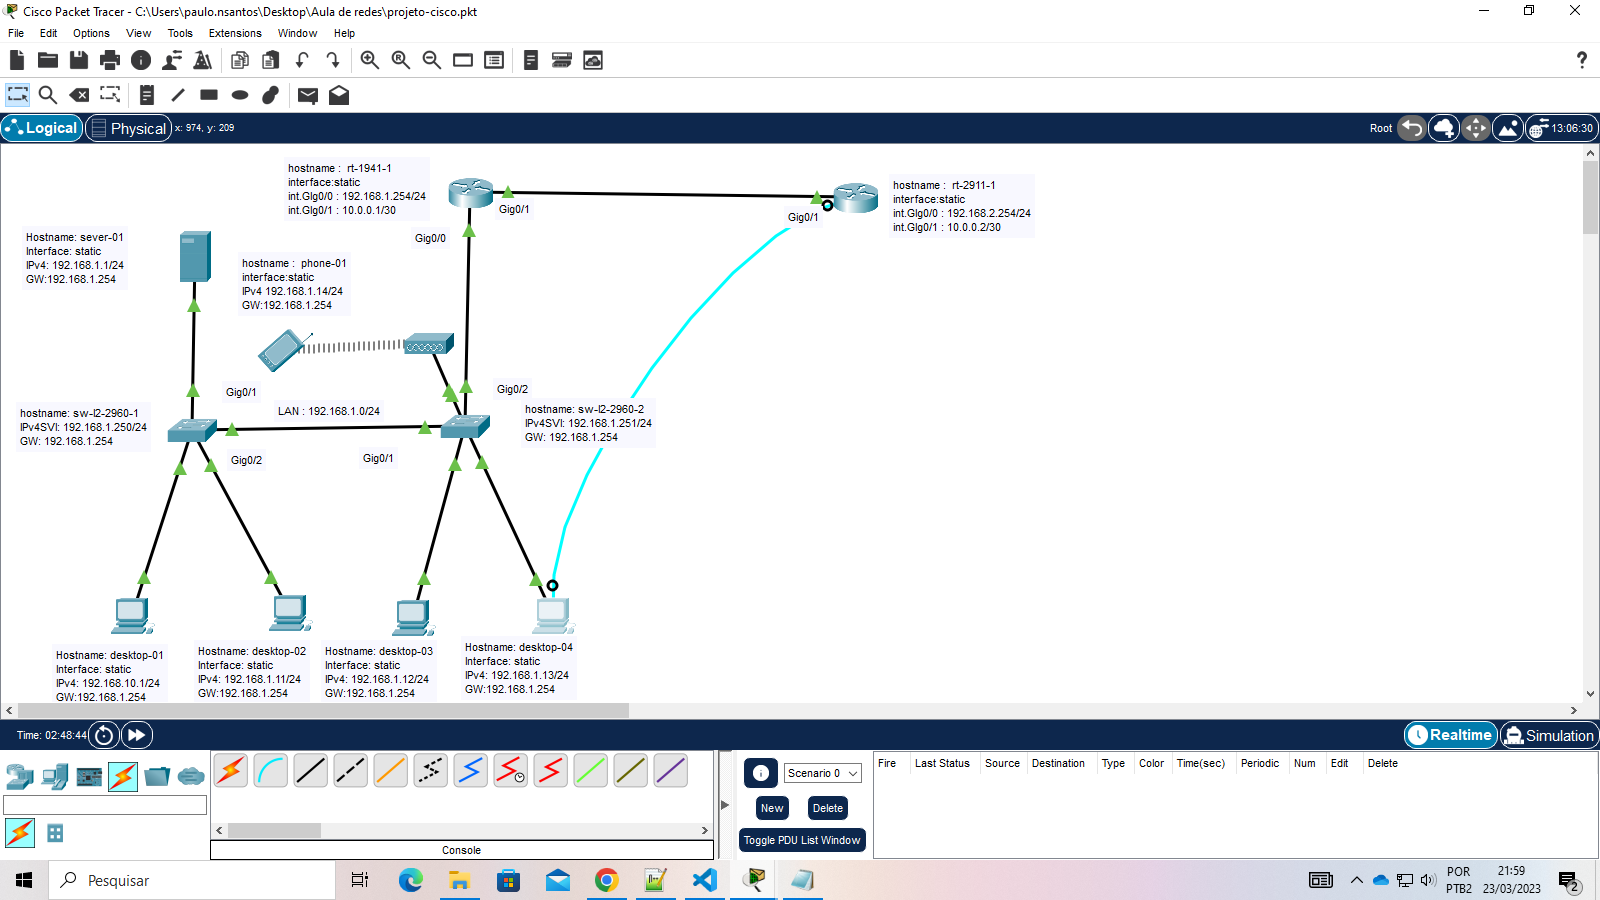 Cisco Packet Tracer - C:\Users\paulo.nsantos\Desktop\Aula de redes\projeto-cisco.pkt
File Edit Options View Tools Extensions Window Help
Logical Physical x: 974, y: 209 Root 13:06:30
hostname : rt-1941-1
interface:static
int.GIg0/0 : 192.168.1.254/24
int.GIg0/1 : 10.0.0.1/30
Gig0/1
Gig0/0
Gig0/1
hostname : rt-2911-1
interface:static
int.GIg0/0 : 192.168.2.254/24
int.GIg0/1 : 10.0.0.2/30
Hostname: sever-01
Interface: static
IPv4: 192.168.1.1/24
GW:192.168.1.254
hostname : phone-01
interface:static
IPv4 192.168.1.14/24
GW:192.168.1.254
Gig0/1
Gig0/2
hostname: sw-l2-2960-1
IPv4SVI: 192.168.1.250/24
GW: 192.168.1.254
LAN : 192.168.1.0/24
hostname: sw-l2-2960-2
IPv4SVI: 192.168.1.251/24
GW: 192.168.1.254
Gig0/2
Gig0/1
Hostname: desktop-01
Interface: static
IPv4: 192.168.10.1/24
GW:192.168.1.254
Hostname: desktop-02
Interface: static
IPv4: 192.168.1.11/24
GW:192.168.1.254
Hostname: desktop-03
Interface: static
IPv4: 192.168.1.12/24
GW:192.168.1.254
Hostname: desktop-04
Interface: static
IPv4: 192.168.1.13/24
GW:192.168.1.254
Time: 02:48:44 Realtime Simulation
Scenario 0
New Delete
Toggle PDU List Window
Fire Last Status Source Destination Type Color Time(sec) Periodic Num Edit Delete
Console
Pesquisar
POR
PTB2
21:59
23/03/2023
2